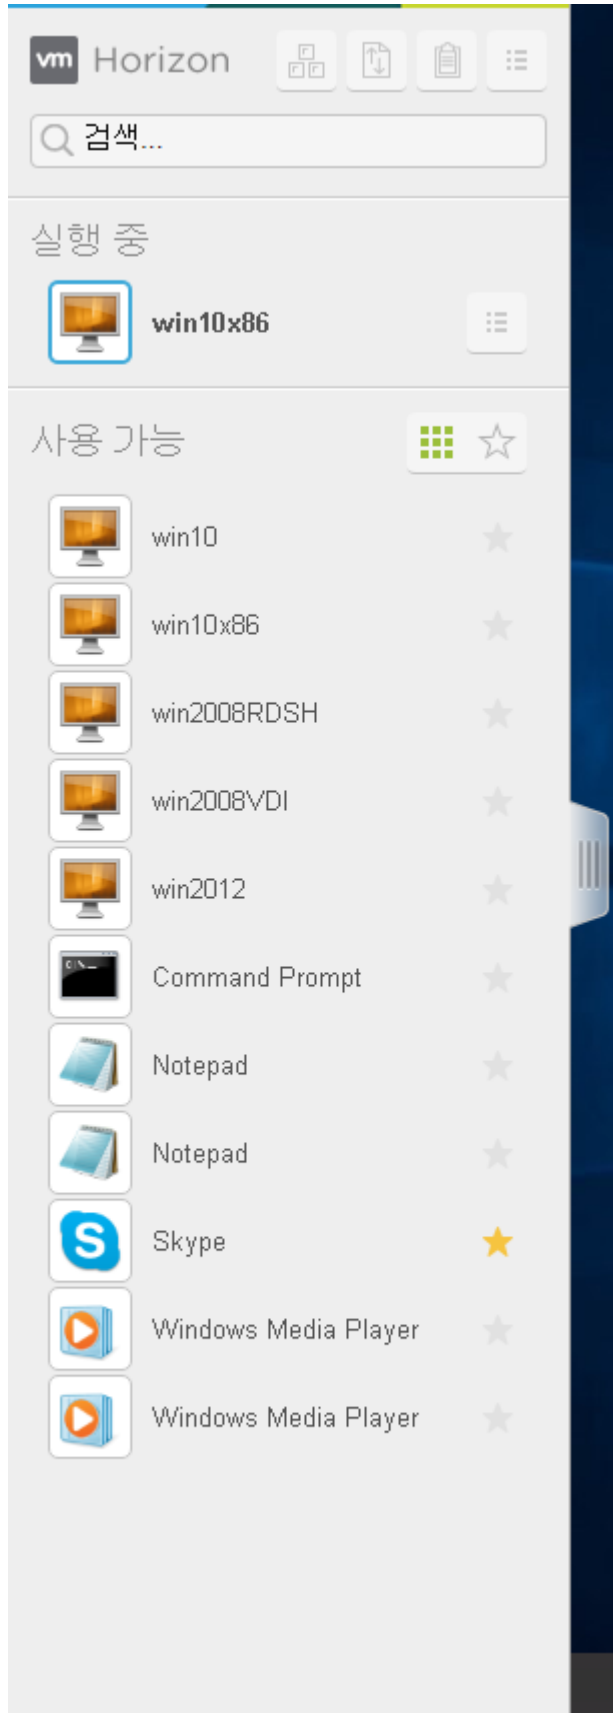 vm Horizon
검색...
실행 중
win10x86
사용 가능
win10
win10x86
win2008RDSH
win2008VDI
win2012
C:\_
Command Prompt
Notepad
Notepad
S
Skype
Windows Media Player
Windows Media Player